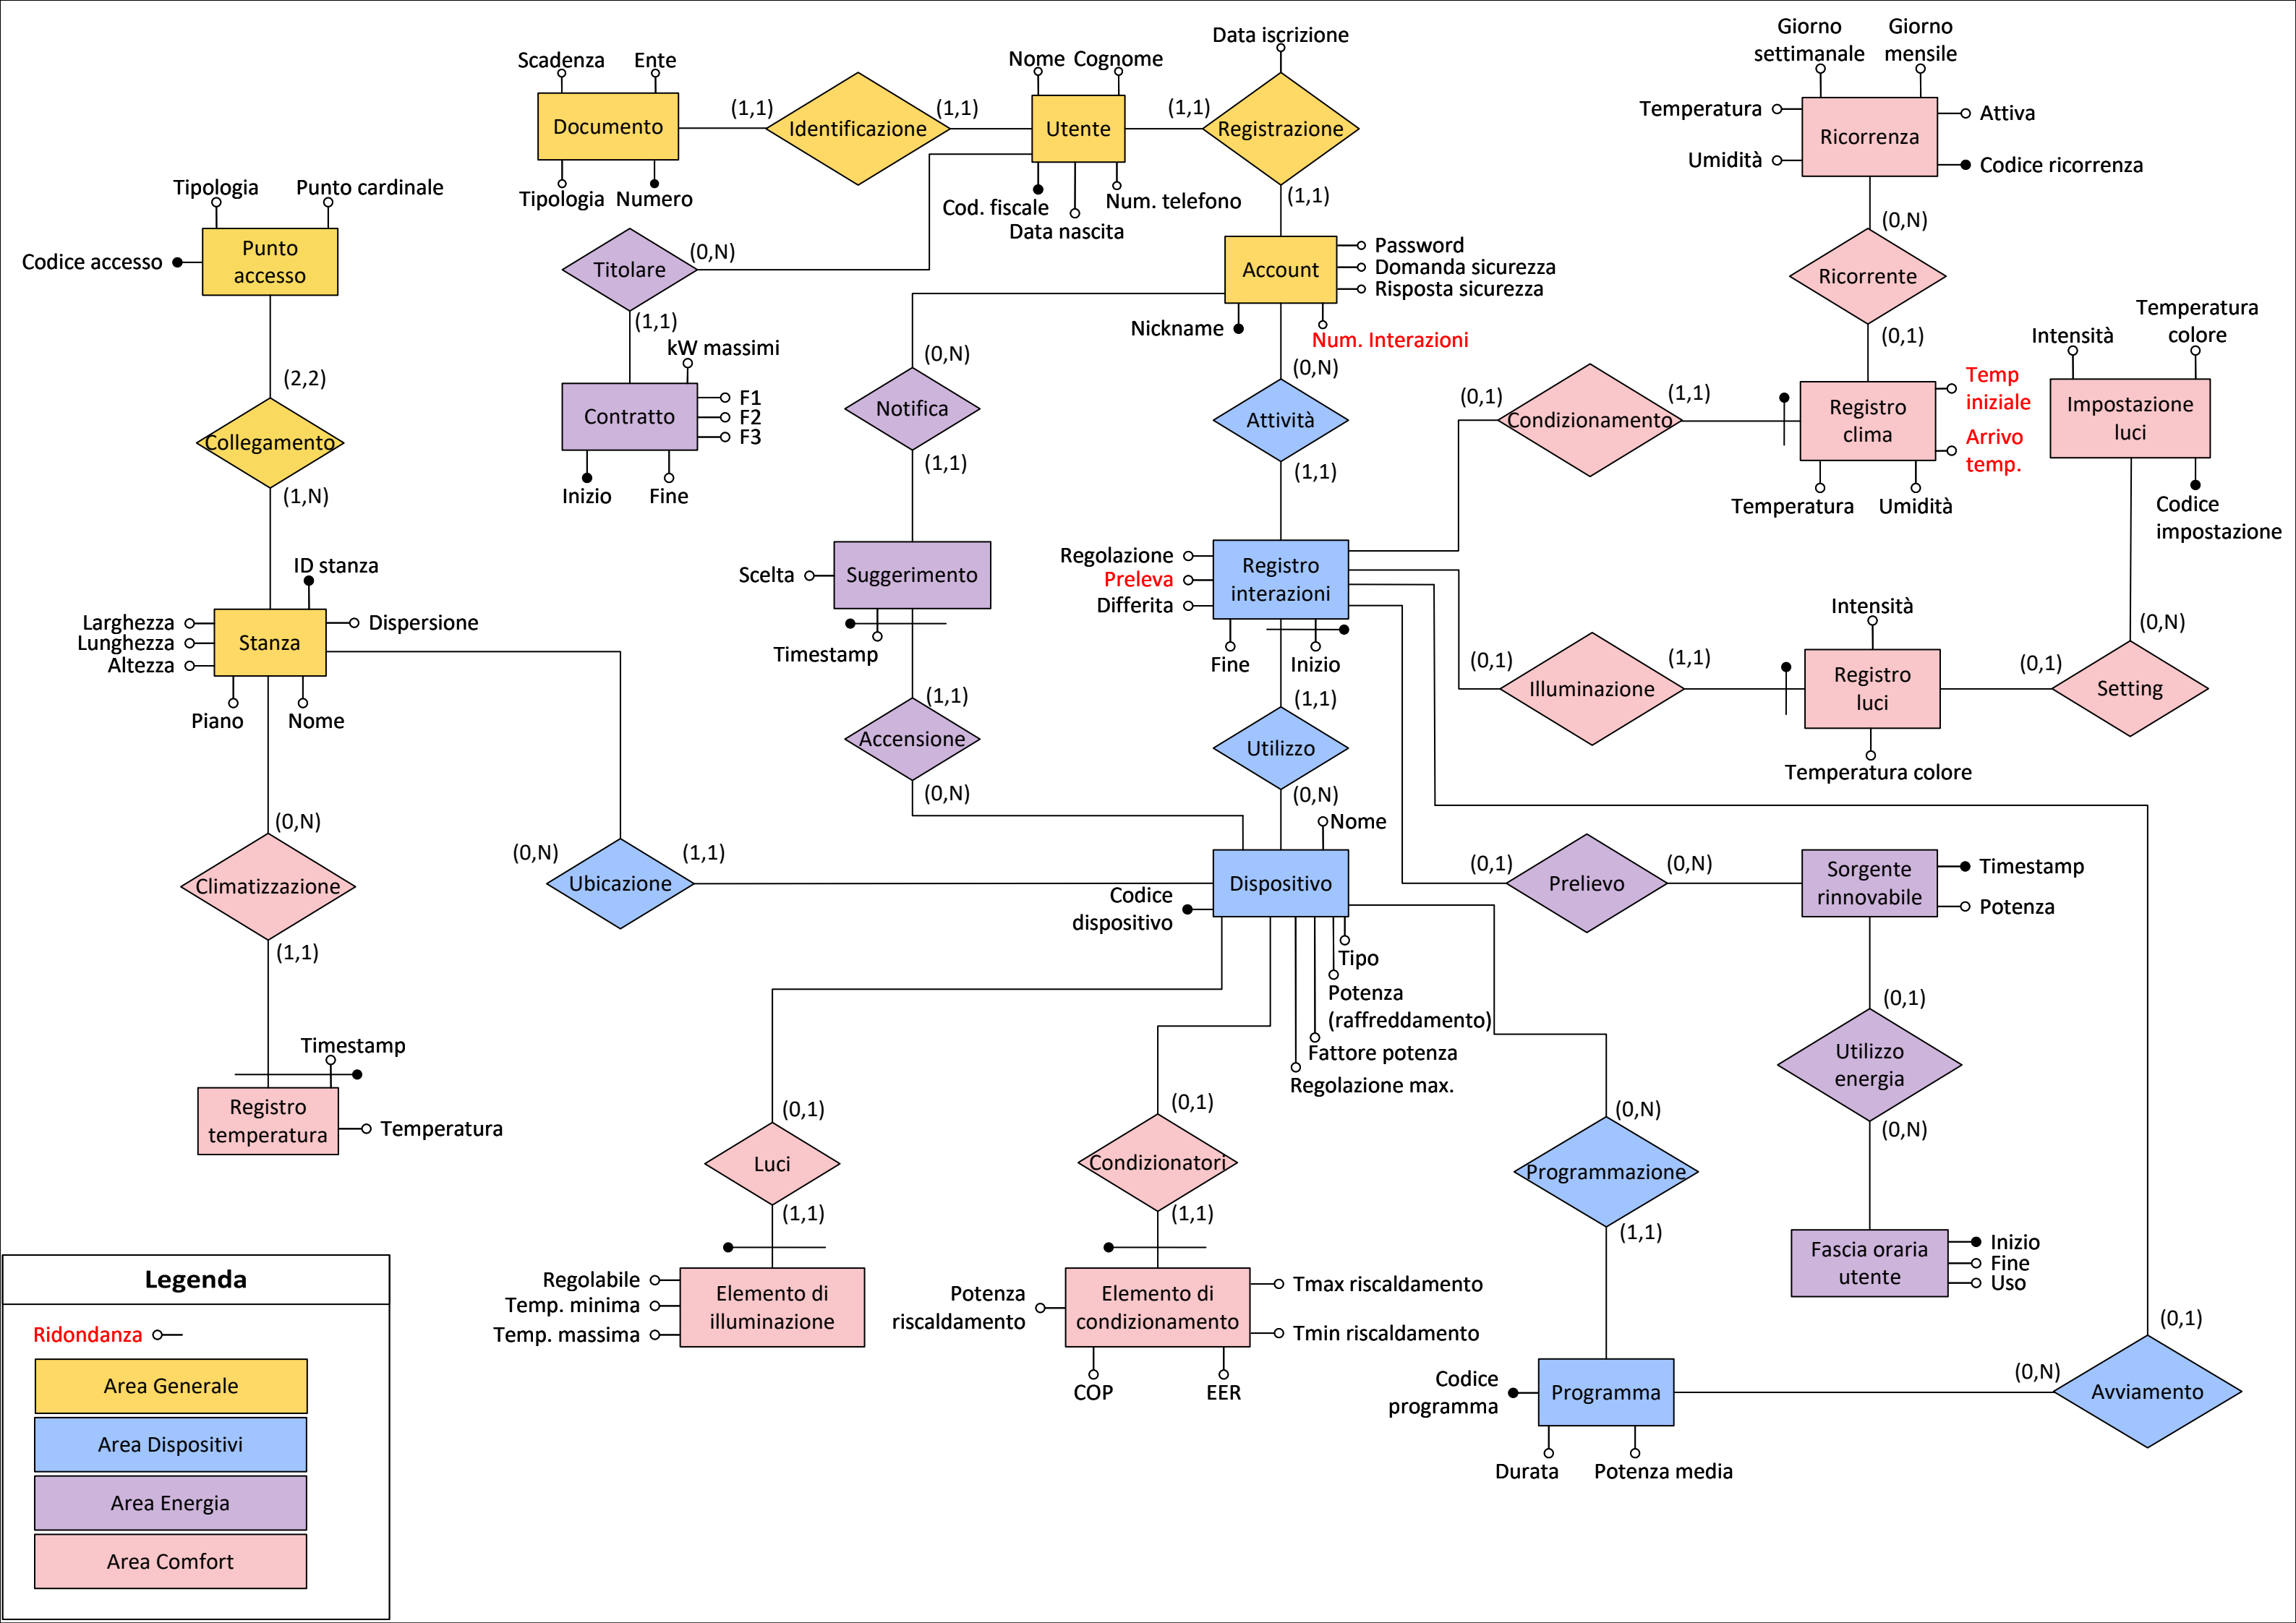 Data iscrizione
Giorno
settimanale
Giorno
mensile
Scadenza
Ente
Nome
Cognome
Documento
(1,1)
Identificazione
(1,1)
Utente
(1,1)
Registrazione
Temperatura
Ricorrenza
Attiva
Umidità
Codice ricorrenza
Tipologia
Numero
Cod. fiscale
Data nascita
Num. telefono
(1,1)
Tipologia
Punto cardinale
Codice accesso
Punto
accesso
Titolare
(0,N)
Account
Password
Domanda sicurezza
Risposta sicurezza
Nickname
Num. Interazioni
(0,N)
Ricorrente
(0,1)
(1,1)
kW massimi
Contratto
F1
F2
F3
Inizio
Fine
(0,N)
Notifica
(1,1)
(0,N)
Attività
(1,1)
(0,1)
Condizionamento
(1,1)
Registro
clima
Temp
iniziale
Arrivo
temp.
Temperatura
Umidità
Intensità
Temperatura
colore
Impostazione
luci
Codice
impostazione
(2,2)
Collegamento
(1,N)
ID stanza
Larghezza
Lunghezza
Altezza
Stanza
Dispersione
Piano
Nome
Scelta
Suggerimento
Timestamp
Regolazione
Preleva
Differita
Registro
interazioni
Fine
Inizio
Intensità
(0,N)
(0,1)
Illuminazione
(1,1)
Registro
luci
(0,1)
Setting
Temperatura colore
(1,1)
Accensione
(0,N)
(1,1)
Utilizzo
(0,N)
Nome
(0,N)
Climatizzazione
(1,1)
(0,N)
Ubicazione
(1,1)
Dispositivo
Codice
dispositivo
(0,1)
Prelievo
(0,N)
Sorgente
rinnovabile
Timestamp
Potenza
Tipo
Potenza
(raffreddamento)
Fattore potenza
Regolazione max.
(0,1)
Utilizzo
energia
(0,N)
Timestamp
Registro
temperatura
Temperatura
(0,1)
Luci
(1,1)
(0,1)
Condizionatori
(1,1)
(0,N)
Programmazione
(1,1)
Fascia oraria
utente
Inizio
Fine
Uso
Regolabile
Temp. minima
Temp. massima
Elemento di
illuminazione
Potenza
riscaldamento
Elemento di
condizionamento
Tmax riscaldamento
Tmin riscaldamento
COP
EER
Codice
programma
Programma
Durata
Potenza media
(0,N)
(0,1)
Avviamento
Legenda
Ridondanza
Area Generale
Area Dispositivi
Area Energia
Area Comfort